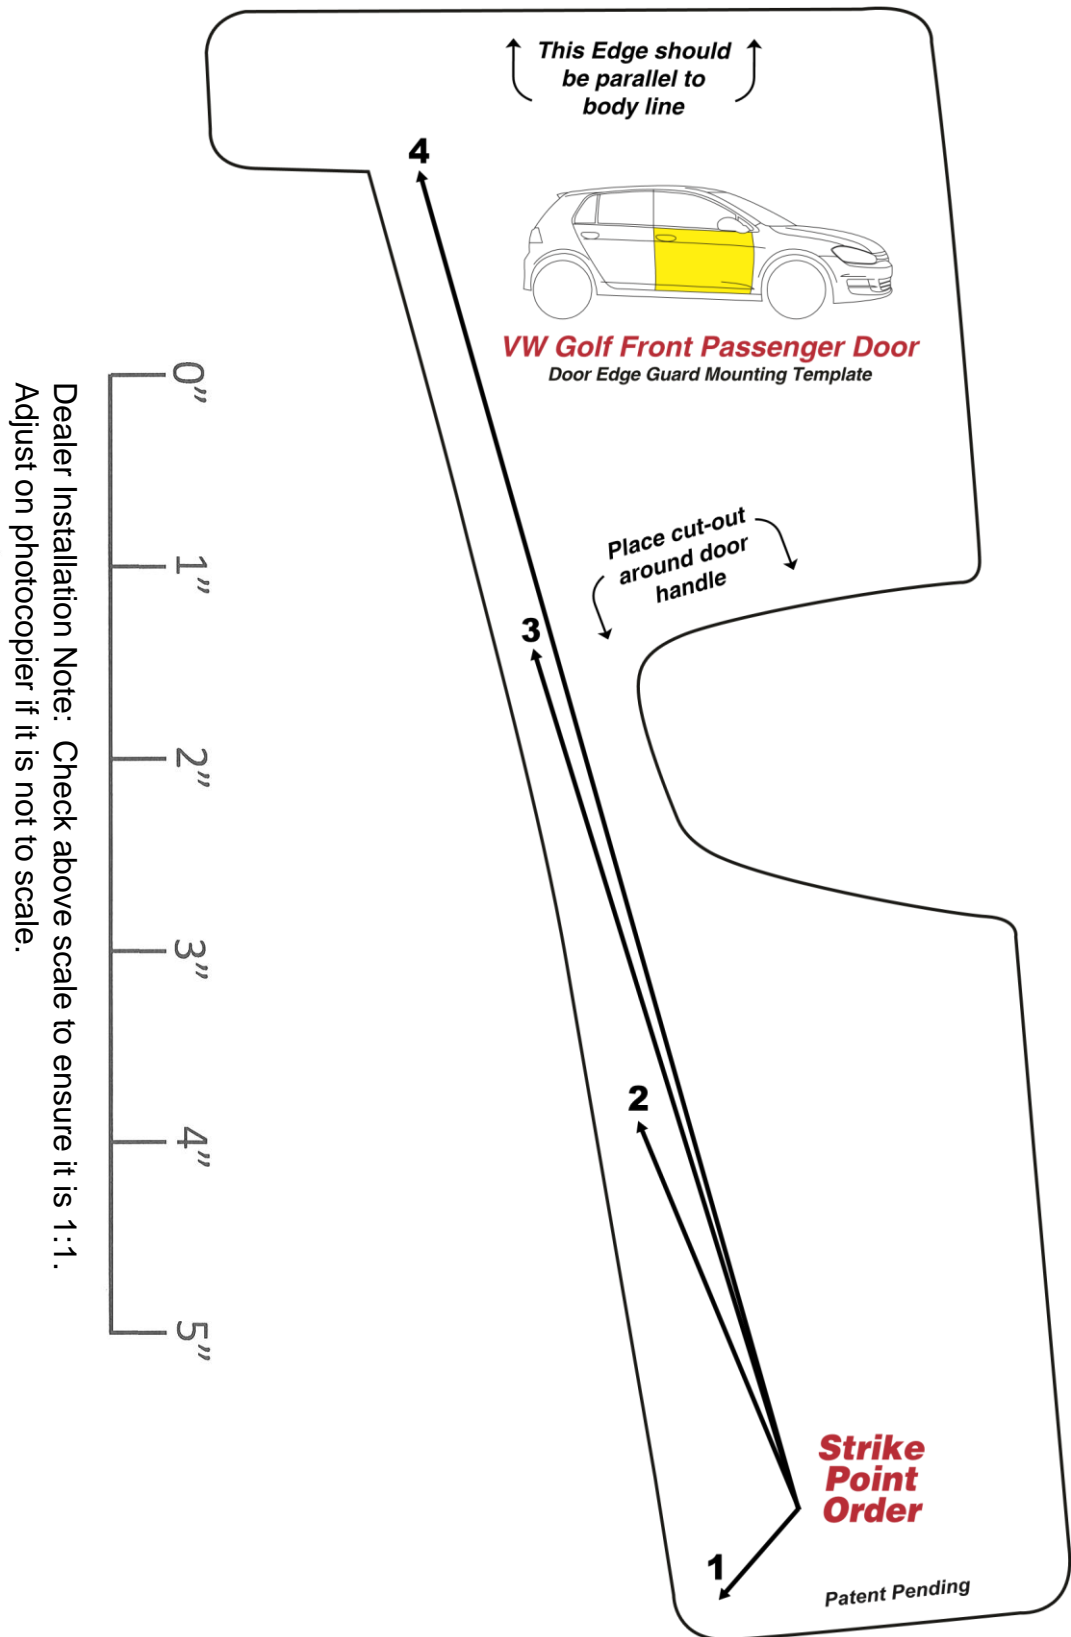 This Edge should
be parallel to
body line
4
VW Golf Front Passenger Door
Door Edge Guard Mounting Template
Place cut-out
around door
handle
3
2
Strike
Point
Order
1
Patent Pending
0”
1”
2”
3”
4”
5”
Dealer Installation Note: Check above scale to ensure it is 1:1.
Adjust on photocopier if it is not to scale.